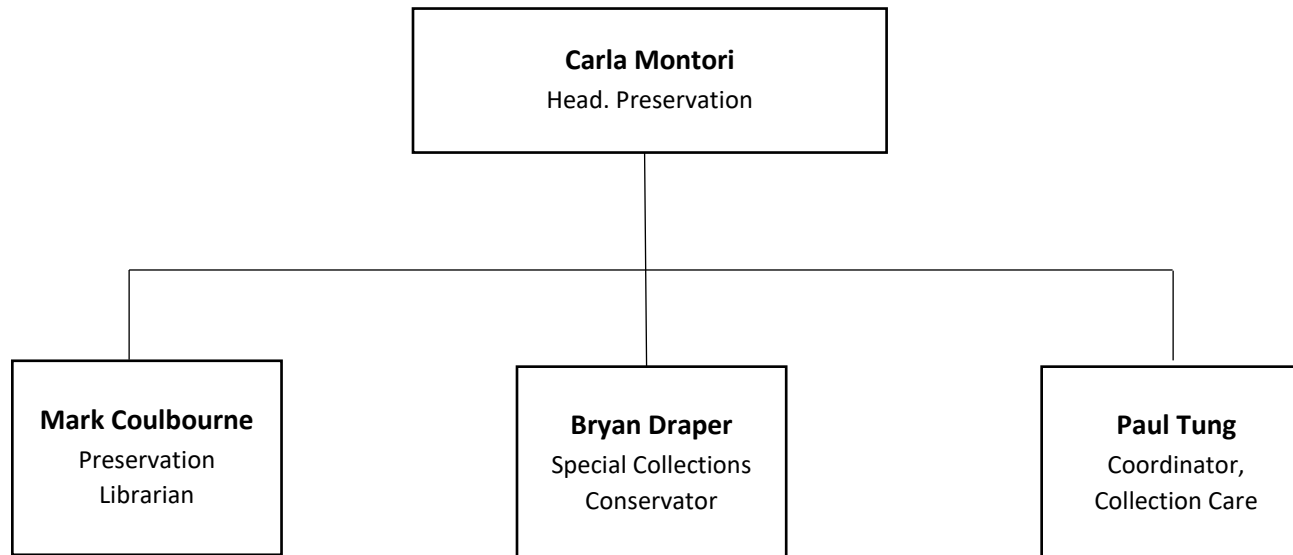 Carla Montori
Head. Preservation
Mark Coulbourne
Preservation
Librarian
Bryan Draper
Special Collections
Conservator
Paul Tung
Coordinator,
Collection Care